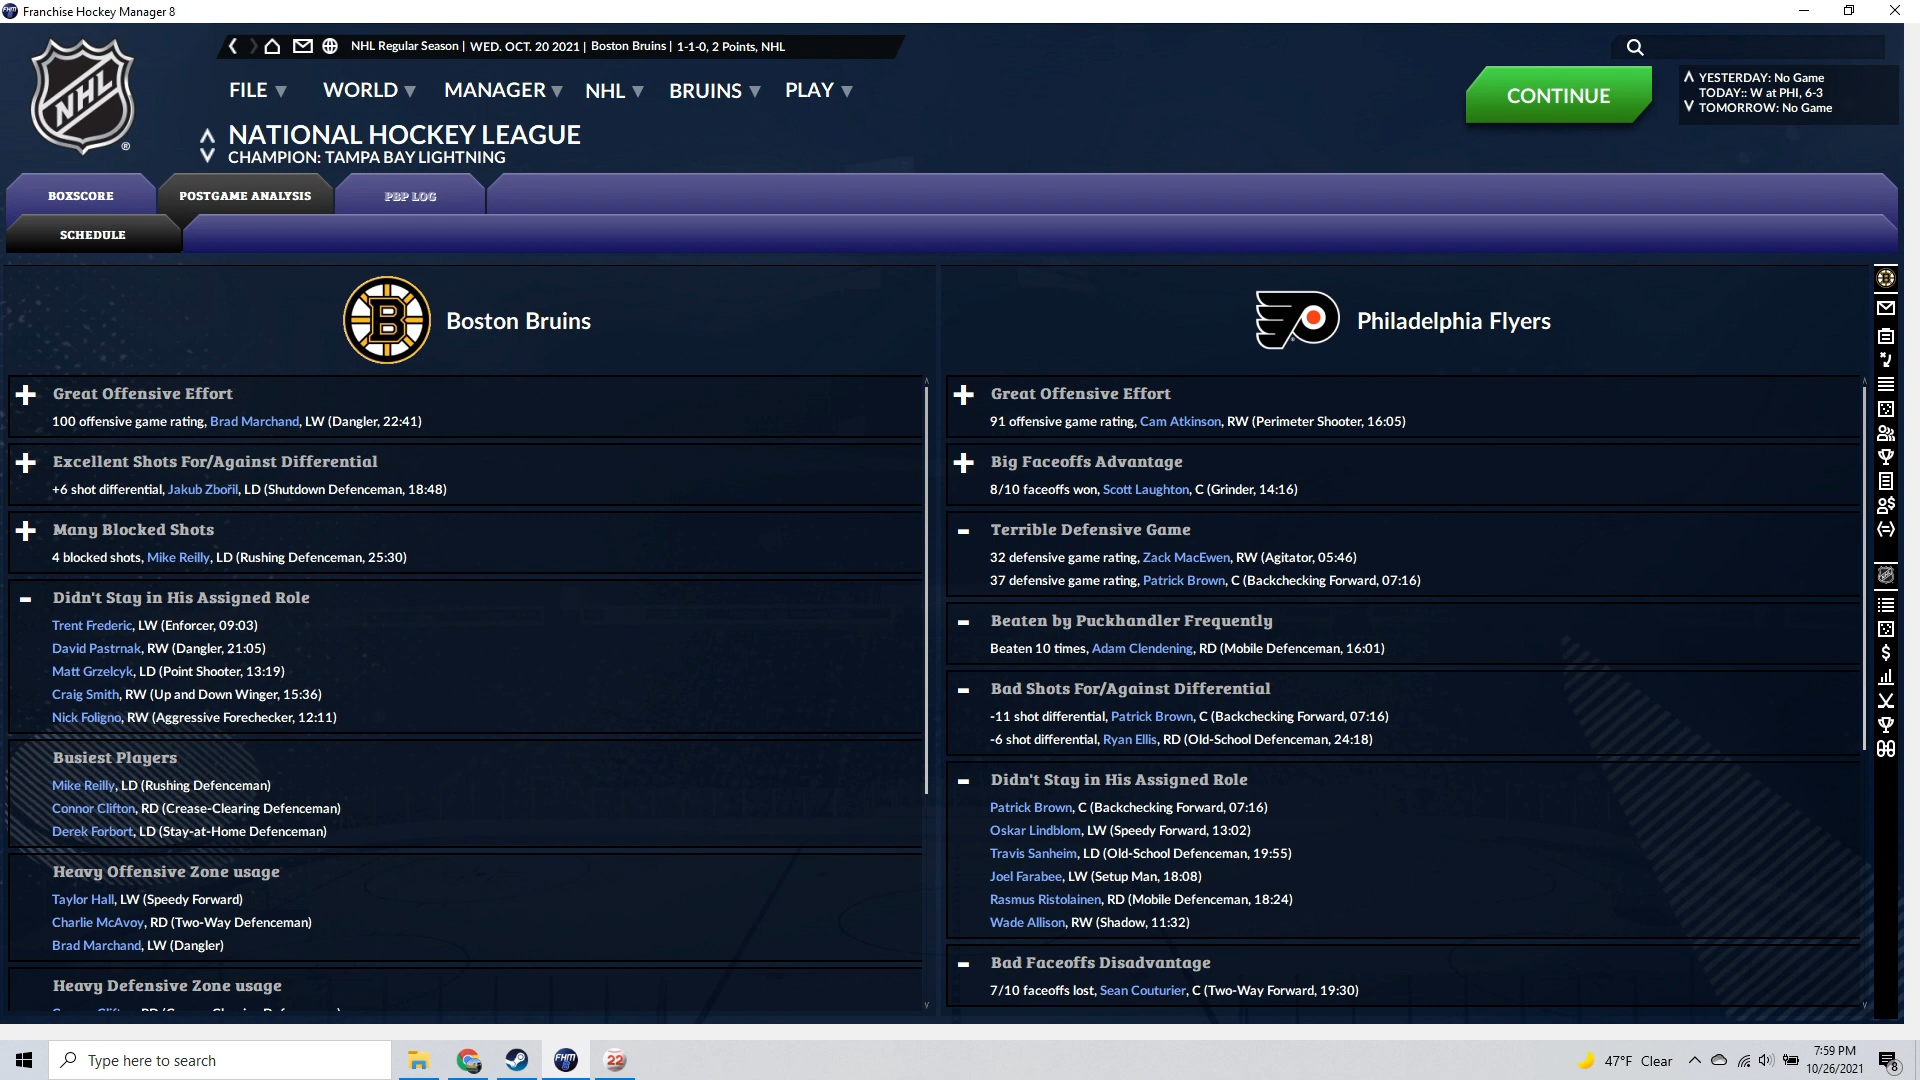 Franchise Hockey Manager 8
NHL Regular Season | WED. OCT. 20 2021 | Boston Bruins | 1-1-0, 2 Points, NHL
FILE WORLD MANAGER NHL BRUINS PLAY
CONTINUE
YESTERDAY: No Game
TODAY:: W at PHI, 6-3
TOMORROW: No Game
NHL
NATIONAL HOCKEY LEAGUE
CHAMPION: TAMPA BAY LIGHTNING
BOXSCORE POSTGAME ANALYSIS PBP LOG
SCHEDULE
B Boston Bruins
Great Offensive Effort
100 offensive game rating, Brad Marchand, LW (Dangler, 22:41)
Excellent Shots For/Against Differential
+6 shot differential, Jakub Zbořil, LD (Shutdown Defenceman, 18:48)
Many Blocked Shots
4 blocked shots, Mike Reilly, LD (Rushing Defenceman, 25:30)
Didn't Stay in His Assigned Role
Trent Frederic, LW (Enforcer, 09:03)
David Pastrnak, RW (Dangler, 21:05)
Matt Grzelcyk, LD (Point Shooter, 13:19)
Craig Smith, RW (Up and Down Winger, 15:36)
Nick Foligno, RW (Aggressive Forechecker, 12:11)
Busiest Players
Mike Reilly, LD (Rushing Defenceman)
Connor Clifton, RD (Crease-Clearing Defenceman)
Derek Forbort, LD (Stay-at-Home Defenceman)
Heavy Offensive Zone usage
Taylor Hall, LW (Speedy Forward)
Charlie McAvoy, RD (Two-Way Defenceman)
Brad Marchand, LW (Dangler)
Heavy Defensive Zone usage
Philadelphia Flyers
Great Offensive Effort
91 offensive game rating, Cam Atkinson, RW (Perimeter Shooter, 16:05)
Big Faceoffs Advantage
8/10 faceoffs won, Scott Laughton, C (Grinder, 14:16)
Terrible Defensive Game
32 defensive game rating, Zack MacEwen, RW (Agitator, 05:46)
37 defensive game rating, Patrick Brown, C (Backchecking Forward, 07:16)
Beaten by Puckhandler Frequently
Beaten 10 times, Adam Clendening, RD (Mobile Defenceman, 16:01)
Bad Shots For/Against Differential
-11 shot differential, Patrick Brown, C (Backchecking Forward, 07:16)
-6 shot differential, Ryan Ellis, RD (Old-School Defenceman, 24:18)
Didn't Stay in His Assigned Role
Patrick Brown, C (Backchecking Forward, 07:16)
Oskar Lindblom, LW (Speedy Forward, 13:02)
Travis Sanheim, LD (Old-School Defenceman, 19:55)
Joel Farabee, LW (Setup Man, 18:08)
Rasmus Ristolainen, RD (Mobile Defenceman, 18:24)
Wade Allison, RW (Shadow, 11:32)
Bad Faceoffs Disadvantage
7/10 faceoffs lost, Sean Couturier, C (Two-Way Forward, 19:30)
Type here to search
FHM
22
47°F Clear
7:59 PM
10/26/2021
8